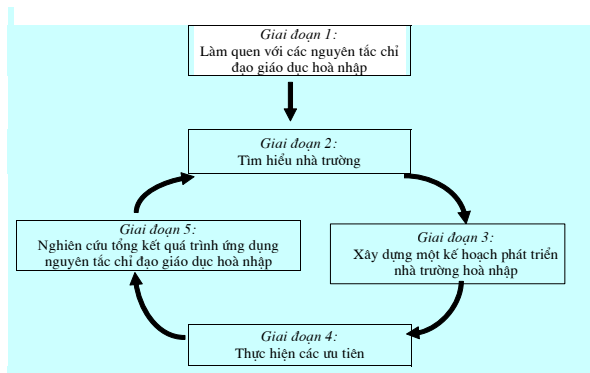 Giai đoạn 1:
Làm quen với các nguyên tắc chỉ
đạo giáo dục hoà nhập
Giai đoạn 2:
Tìm hiểu nhà trường
Giai đoạn 3:
Xây dựng một kế hoạch phát triển
nhà trường hoà nhập
Giai đoạn 4:
Thực hiện các ưu tiên
Giai đoạn 5:
Nghiên cứu tổng kết quá trình ứng dụng
nguyên tắc chỉ đạo giáo dục hoà nhập